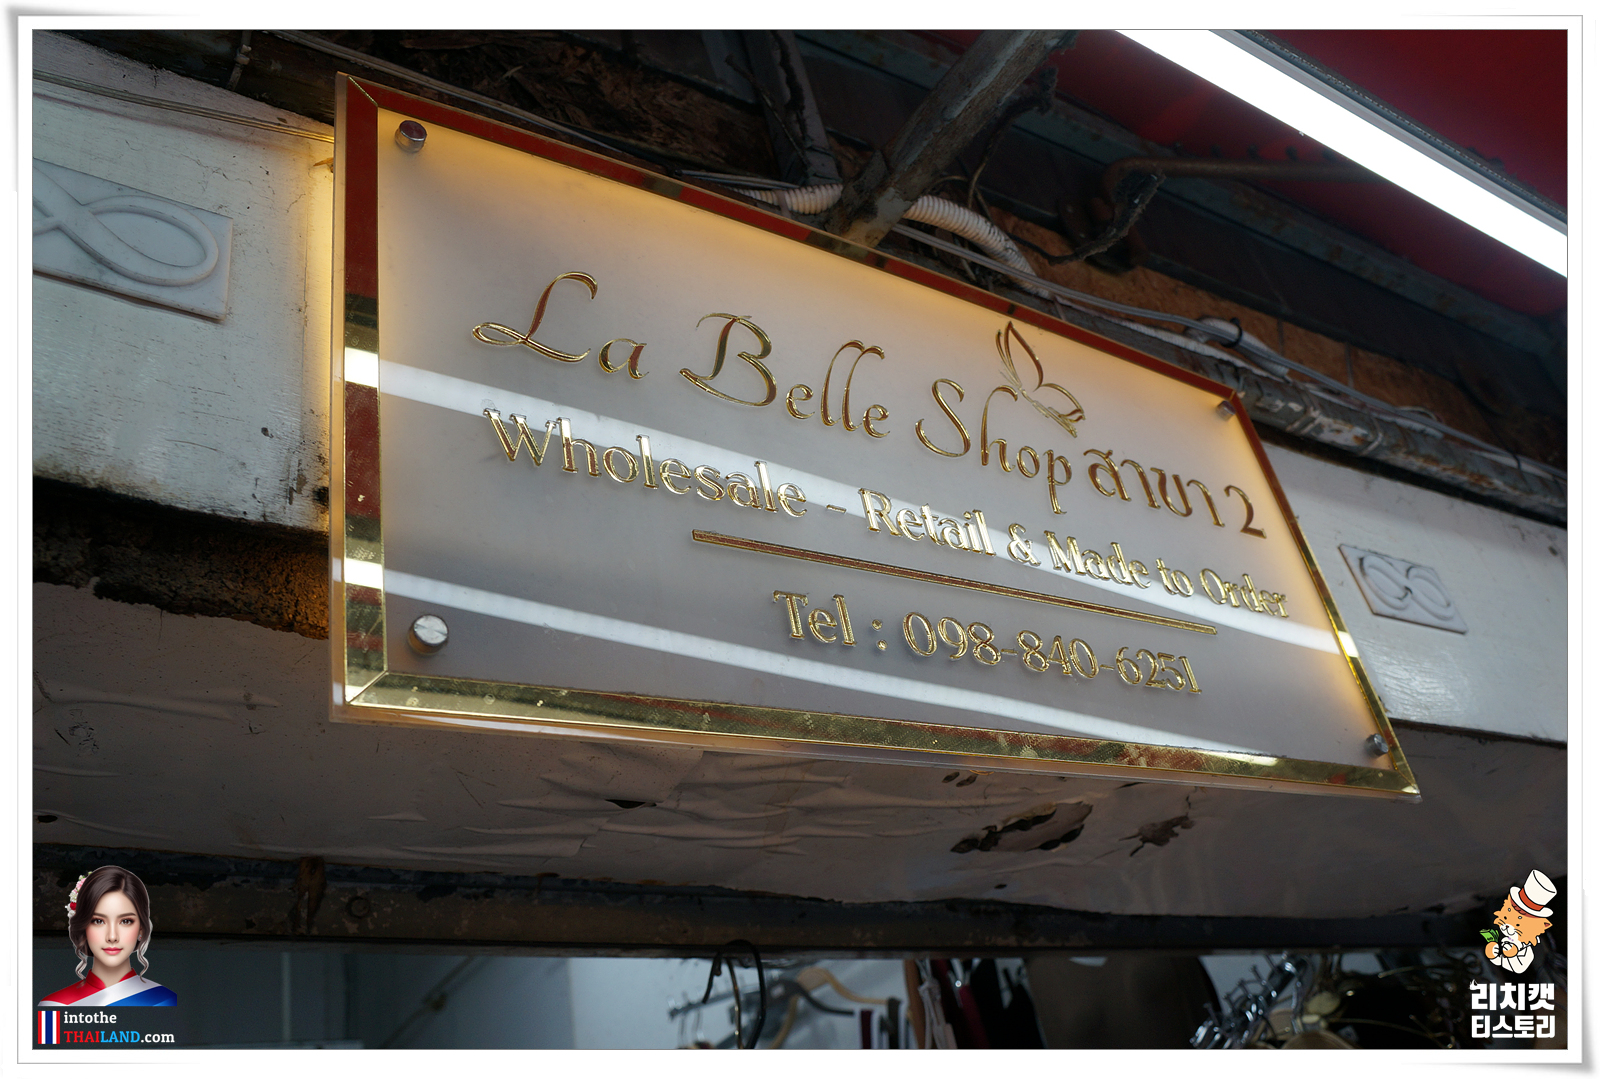 La Belle Shop สาขา 2
Wholesale - Retail & Made to Order
Tel : 098-840-6251
intothe
THAILAND.com
리치캣
티스토리